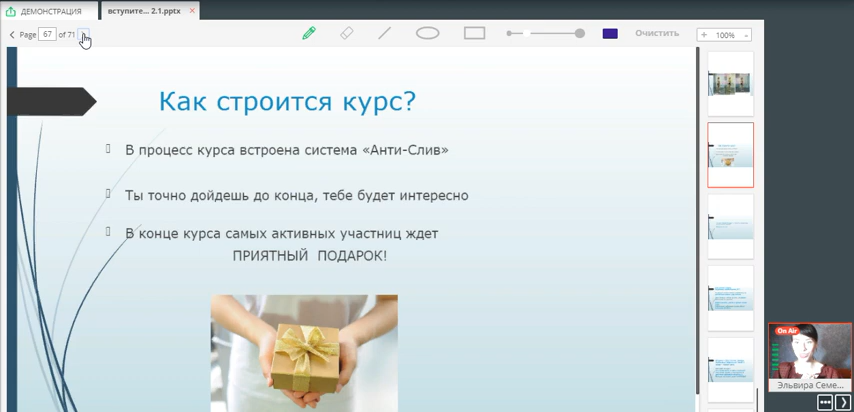 ДЕМОНСТРАЦИЯ
вступите... 2.1.pptx
Page 67 of 71
Очистить
100%
Как строится курс?
В процесс курса встроена система «Анти-Слив»
Ты точно дойдешь до конца, тебе будет интересно
В конце курса самых активных участниц ждет
ПРИЯТНЫЙ ПОДАРОК!
On Air
Эльвира Семе...